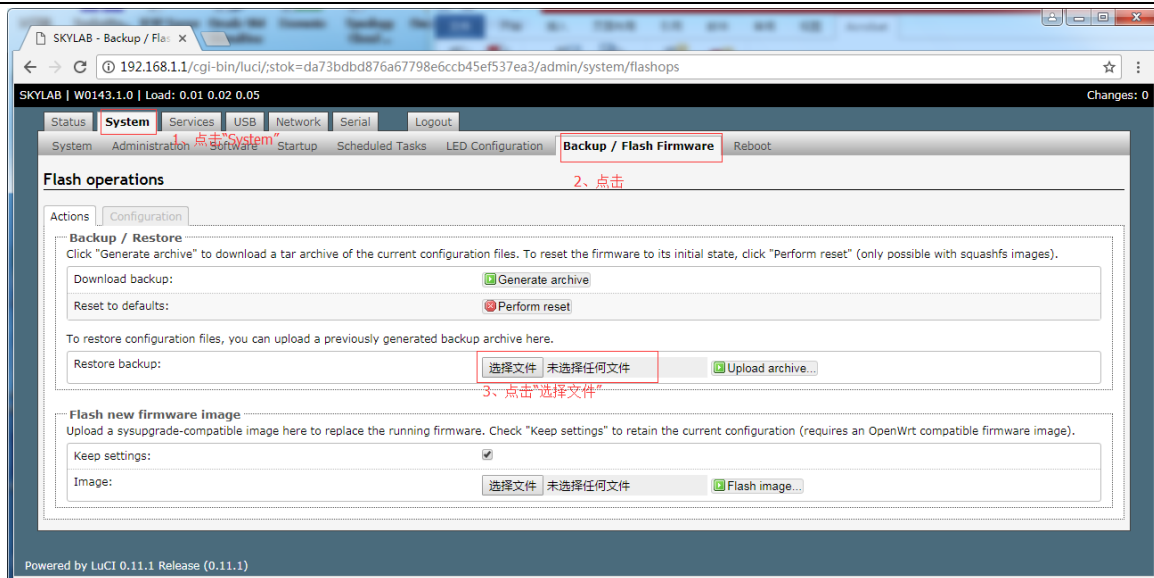 SKYLAB - Backup / Flas
192.168.1.1/cgi-bin/luci/;stok=da73bdbd876a67798e6ccb45ef537ea3/admin/system/flashops
SKYLAB | W0143.1.0 | Load: 0.01 0.02 0.05 Changes: 0
Status System Services USB Network Serial Logout
1、点击"System"
System Administration Software Startup Scheduled Tasks LED Configuration Backup / Flash Firmware Reboot
Flash operations
2、点击
Actions Configuration
Backup / Restore
Click "Generate archive" to download a tar archive of the current configuration files. To reset the firmware to its initial state, click "Perform reset" (only possible with squashfs images).
Download backup: Generate archive
Reset to defaults: Perform reset
To restore configuration files, you can upload a previously generated backup archive here.
Restore backup: 选择文件 未选择任何文件 Upload archive...
3、点击"选择文件"
Flash new firmware image
Upload a sysupgrade-compatible image here to replace the running firmware. Check "Keep settings" to retain the current configuration (requires an OpenWrt compatible firmware image).
Keep settings:
Image: 选择文件 未选择任何文件 Flash image...
Powered by LuCI 0.11.1 Release (0.11.1)